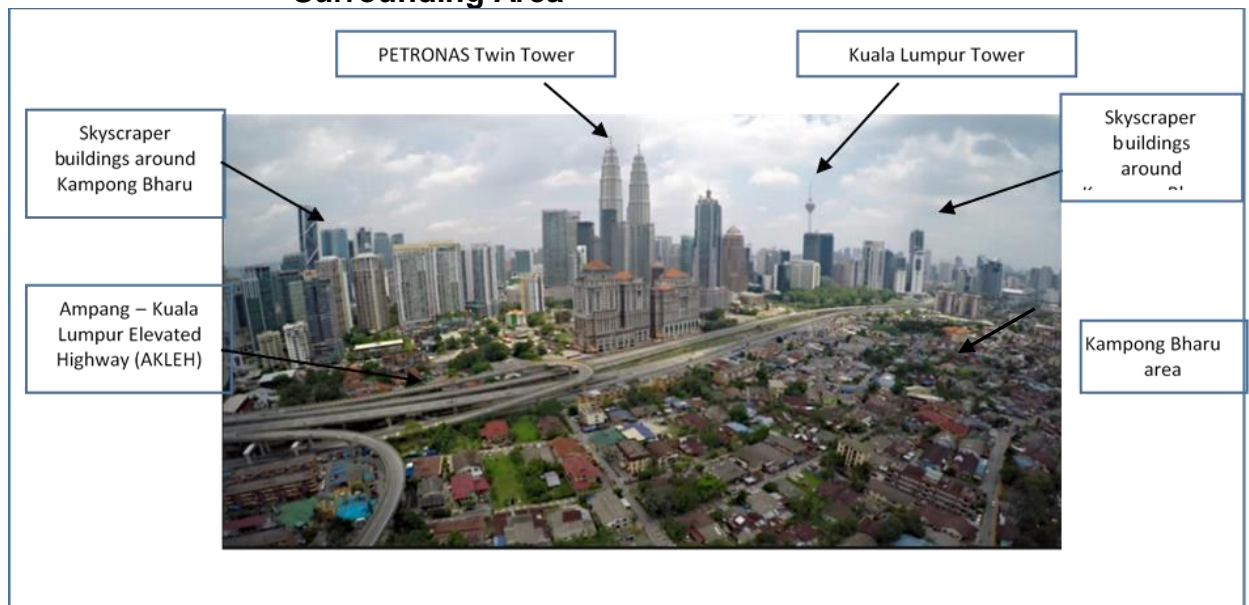 Surrounding Area
PETRONAS Twin Tower
Kuala Lumpur Tower
Skyscraper
buildings around
Kampong Bharu
Skyscraper
buildings
around
Ampang – Kuala
Lumpur Elevated
Highway (AKLEH)
Kampong Bharu
area